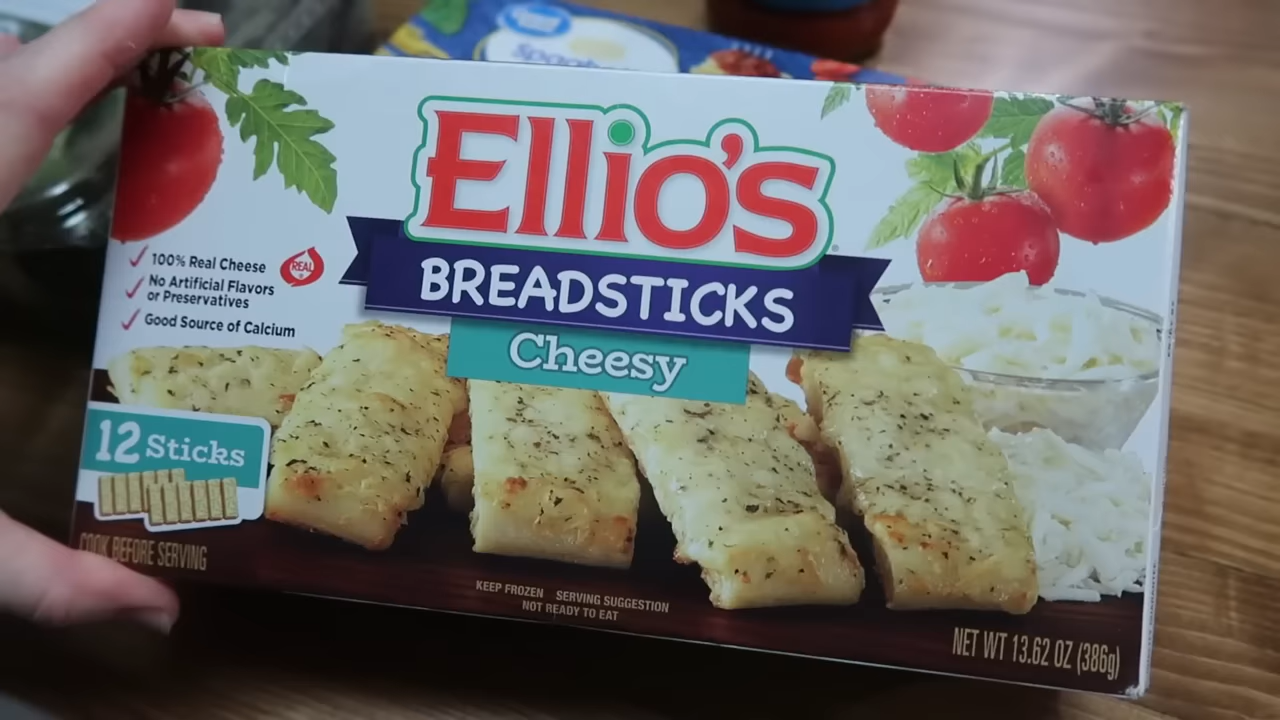 Ellio's
BREADSTICKS
Cheesy
100% Real Cheese
No Artificial Flavors
or Preservatives
Good Source of Calcium
REAL
12 Sticks
COOK BEFORE SERVING
KEEP FROZEN SERVING SUGGESTION
NOT READY TO EAT
NET WT 13.62 OZ (386g)